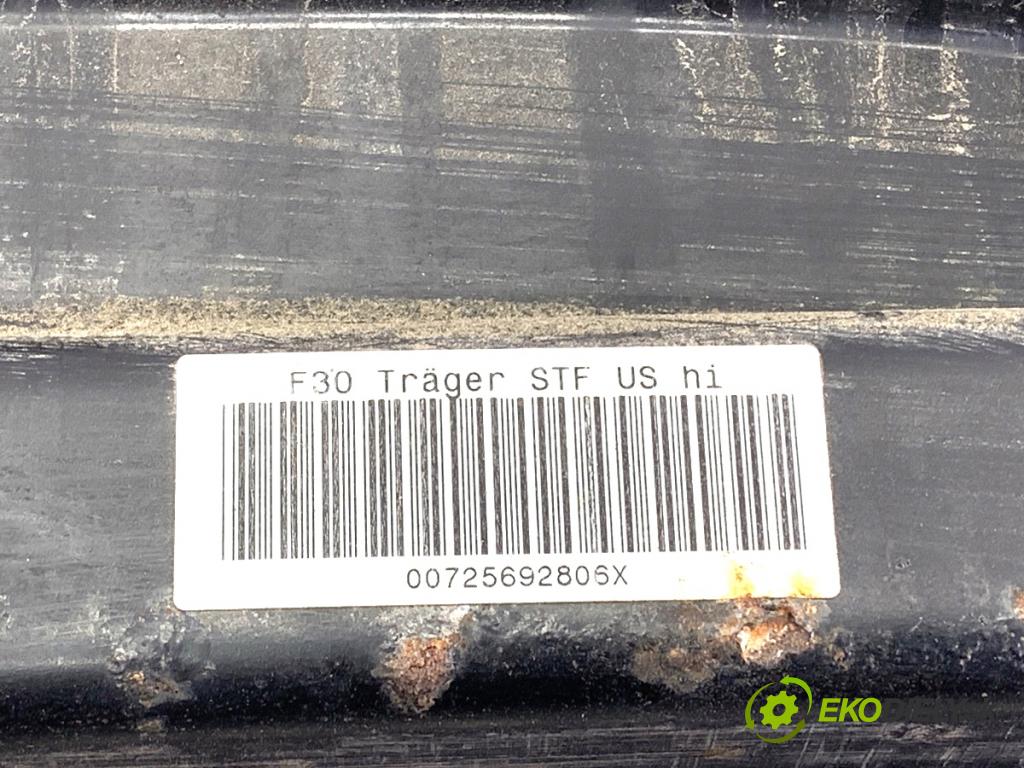 F30 Träger STF US hi
00725692806X
EKO